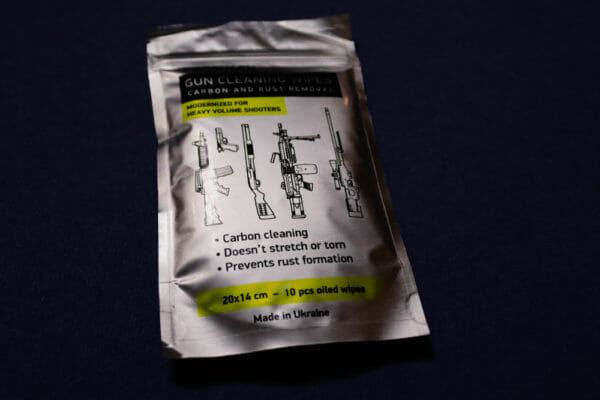 GUN CLEANING WIPES
CARBON AND RUST REMOVAL
MODERNIZED FOR
HEAVY VOLUME SHOOTERS
• Carbon cleaning
• Doesn't stretch or torn
• Prevents rust formation
20x14 cm – 10 pcs oiled wipes
Made in Ukraine